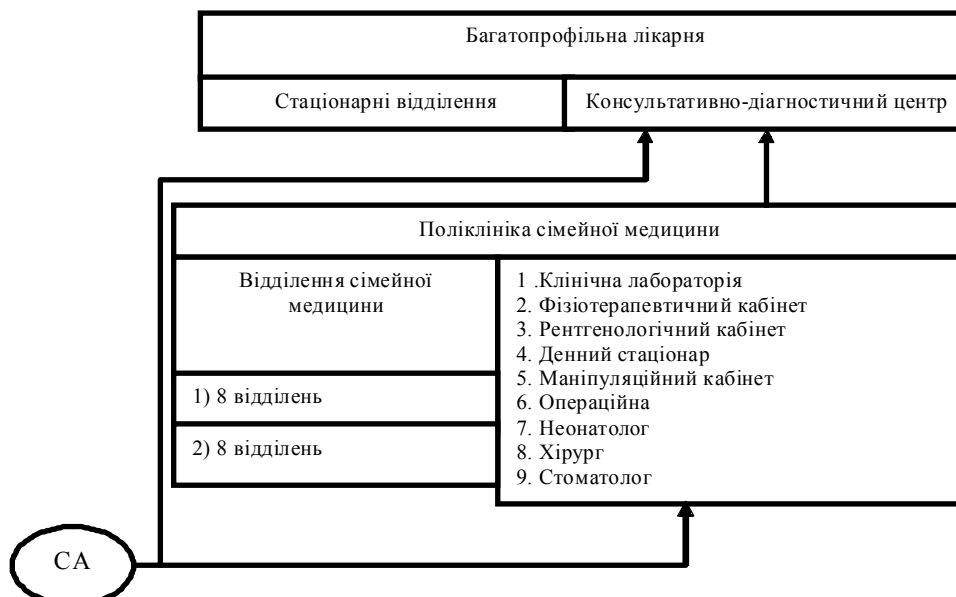 Багатопрофільна лікарня
Стаціонарні відділення
Консультативно-діагностичний центр
Поліклініка сімейної медицини
Відділення сімейної
медицини
1) 8 відділень
2) 8 відділень
1 .Клінічна лабораторія
2. Фізіотерапевтичний кабінет
3. Рентгенологічний кабінет
4. Денний стаціонар
5. Маніпуляційний кабінет
6. Операційна
7. Неонатолог
8. Хірург
9. Стоматолог
СА